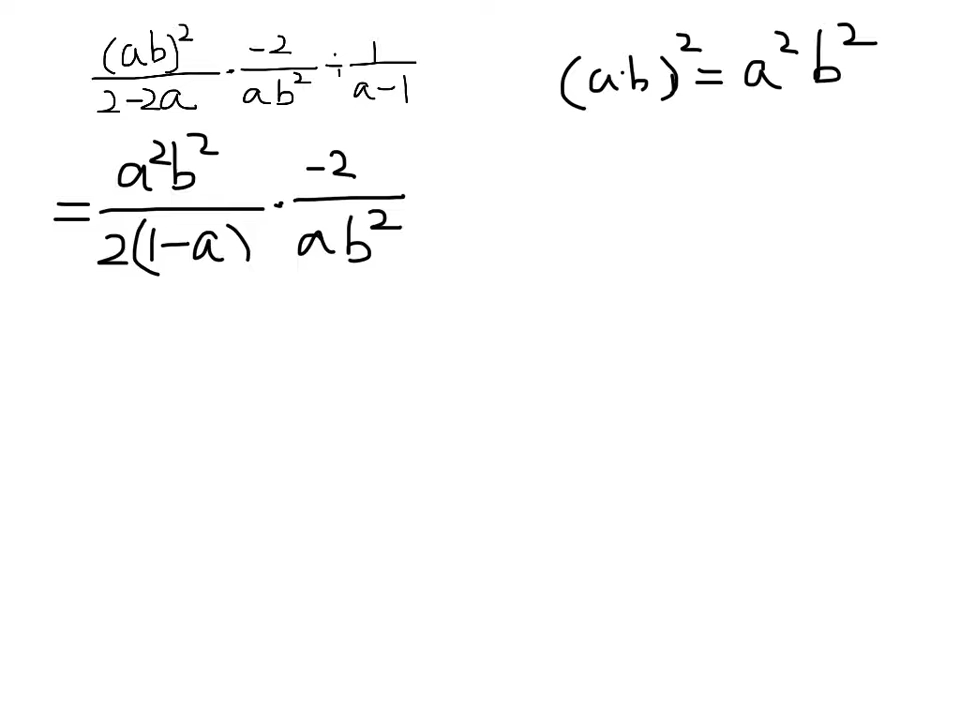 (ab)²/(2-2a) · -2/(ab²) ÷ 1/(a-1)
(a·b)² = a²b²
= a²b²/(2(1-a)) · -2/(ab²)